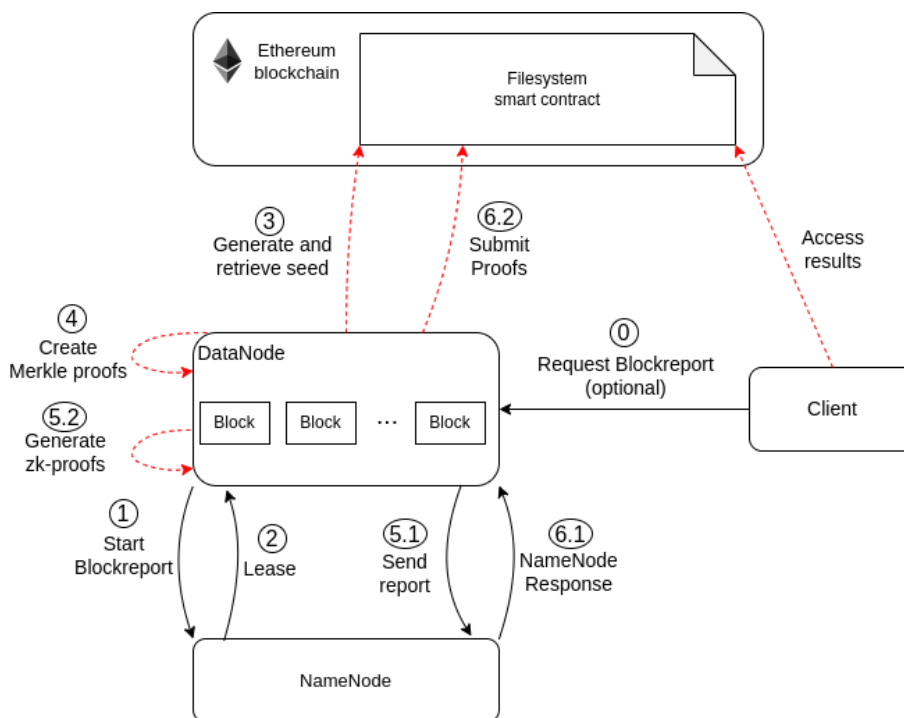 Ethereum
blockchain
Filesystem
smart contract
3
Generate and
retrieve seed
6.2
Submit
Proofs
Access
results
4
Create
Merkle proofs
DataNode
0
Request Blockreport
(optional)
Client
5.2
Generate
zk-proofs
Block
Block
...
Block
1
Start
Blockreport
2
Lease
5.1
Send
report
6.1
NameNode
Response
NameNode